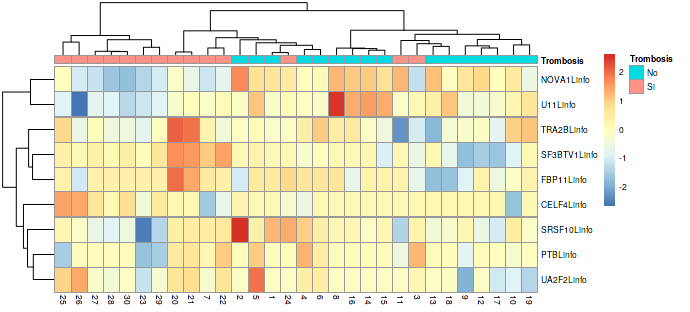 Trombosis
NOVA1Linfo
U11Linfo
TRA2BLinfo
SF3BTV1Linfo
FBP11Linfo
CELF4Linfo
SRSF10Linfo
PTBLinfo
UA2F2Linfo
25 26 27 28 30 23 29 20 21 7 22 2 5 1 24 4 6 8 16 14 15 11 3 13 18 9 12 17 10 19
2
1
0
-1
-2
Trombosis
No
SI